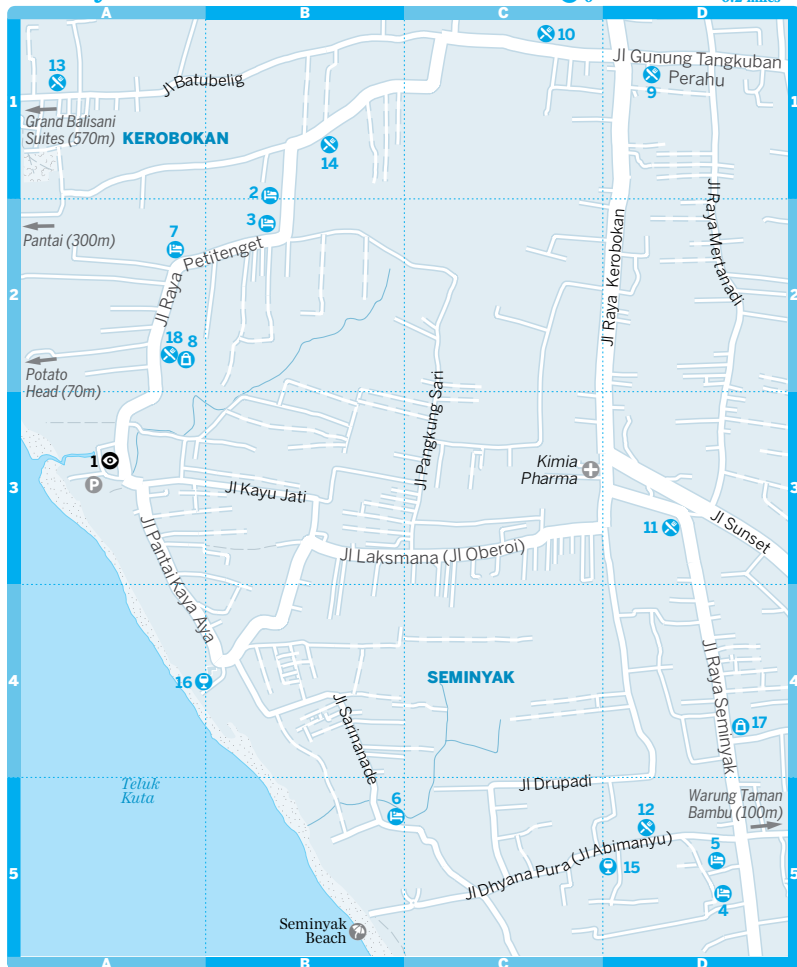 A
B
C
D
1
2
3
4
5
1
2
3
4
5
A
B
C
D
13
10
Jl Batubelig
Jl Gunung Tangkuban
Perahu
9
Grand Balisani
Suites (570m)
KEROBOKAN
14
2
3
7
Pantai (300m)
Jl Raya Petitenget
Jl Raya Kerobokan
Jl Raya Mertanadi
18
8
Potato
Head (70m)
Jl Pangkung Sari
1
P
Jl Kayu Jati
Kimia
Pharma
11
Jl Sunset
Jl Laksmana (Jl Oberoi)
Jl Pantai Kaya Aya
16
SEMINYAK
Jl Raya Seminyak
17
Jl Sarinanade
Teluk
Kuta
Jl Drupadi
6
12
Warung Taman
Bambu (100m)
Jl Dhyana Pura (Jl Abimanyu)
15
5
4
Seminyak
Beach